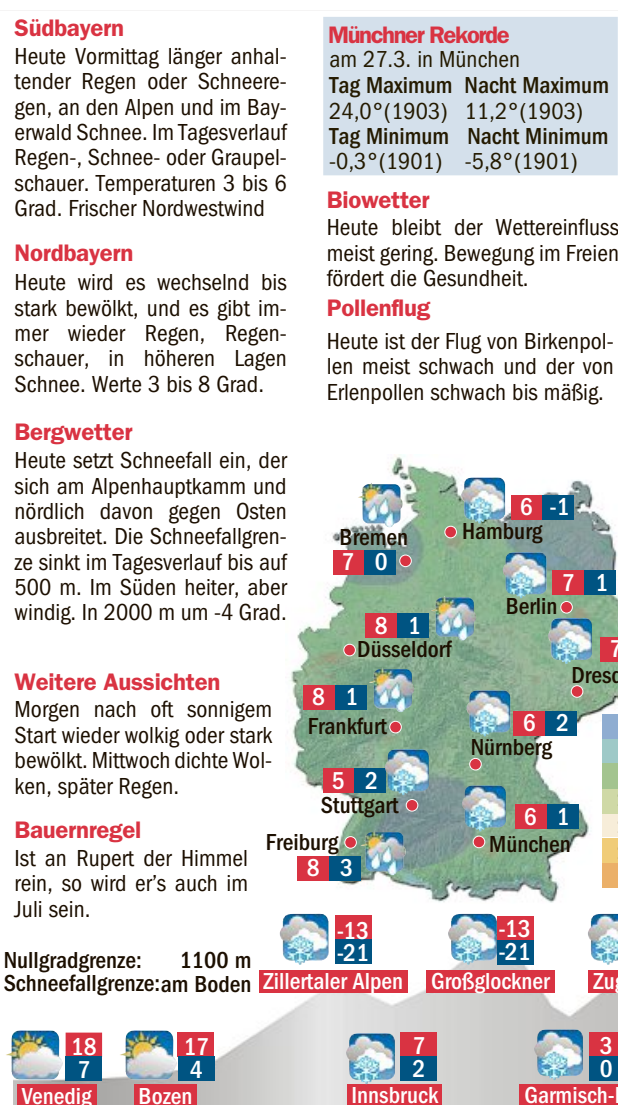 Südbayern
Heute Vormittag länger anhal-
tender Regen oder Schneere-
gen, an den Alpen und im Bay-
erwald Schnee. Im Tagesverlauf
Regen-, Schnee- oder Graupel-
schauer. Temperaturen 3 bis 6
Grad. Frischer Nordwestwind
Nordbayern
Heute wird es wechselnd bis
stark bewölkt, und es gibt im-
mer wieder Regen, Regen-
schauer, in höheren Lagen
Schnee. Werte 3 bis 8 Grad.
Bergwetter
Heute setzt Schneefall ein, der
sich am Alpenhauptkamm und
nördlich davon gegen Osten
ausbreitet. Die Schneefallgren-
ze sinkt im Tagesverlauf bis auf
500 m. Im Süden heiter, aber
windig. In 2000 m um -4 Grad.
Weitere Aussichten
Morgen nach oft sonnigem
Start wieder wolkig oder stark
bewölkt. Mittwoch dichte Wol-
ken, später Regen.
Bauernregel
Ist an Rupert der Himmel
rein, so wird er's auch im
Juli sein.
Nullgradgrenze: 1100 m
Schneefallgrenze: am Boden
Münchner Rekorde
am 27.3. in München
Tag Maximum Nacht Maximum
24,0°(1903) 11,2°(1903)
Tag Minimum Nacht Minimum
-0,3°(1901) -5,8°(1901)
Biowetter
Heute bleibt der Wettereinfluss
meist gering. Bewegung im Freien
fördert die Gesundheit.
Pollenflug
Heute ist der Flug von Birkenpol-
len meist schwach und der von
Erlenpollen schwach bis mäßig.
6 -1
Hamburg
Bremen
7 0
7 1
Berlin
8 1
Düsseldorf
7
Dresd
8 1
Frankfurt
6 2
Nürnberg
5 2
Stuttgart
6 1
München
Freiburg
8 3
-13
-21
Zillertaler Alpen
-13
-21
Großglockner
Zug
18
7
Venedig
17
4
Bozen
7
2
Innsbruck
3
0
Garmisch-